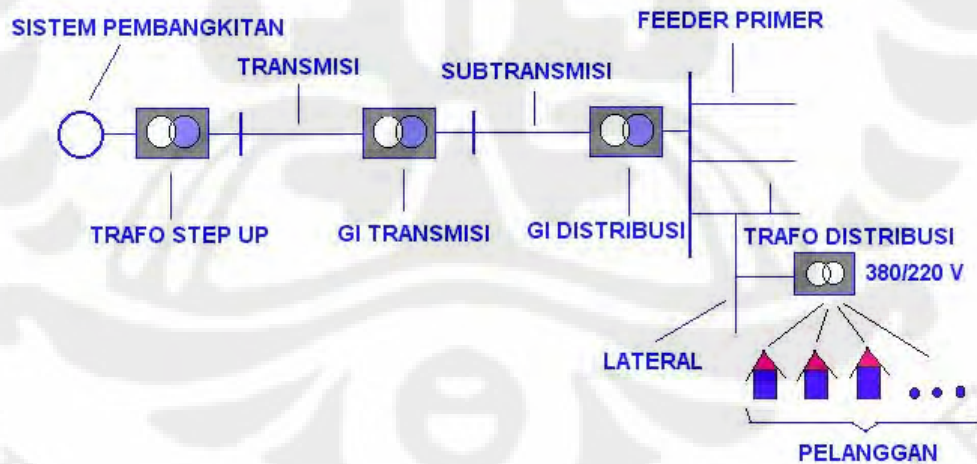 FEEDER PRIMER
SISTEM PEMBANGKITAN
TRANSMISI
SUBTRANSMISI
TRAFO STEP UP
GI TRANSMISI
GI DISTRIBUSI
TRAFO DISTRIBUSI
380/220 V
LATERAL
PELANGGAN